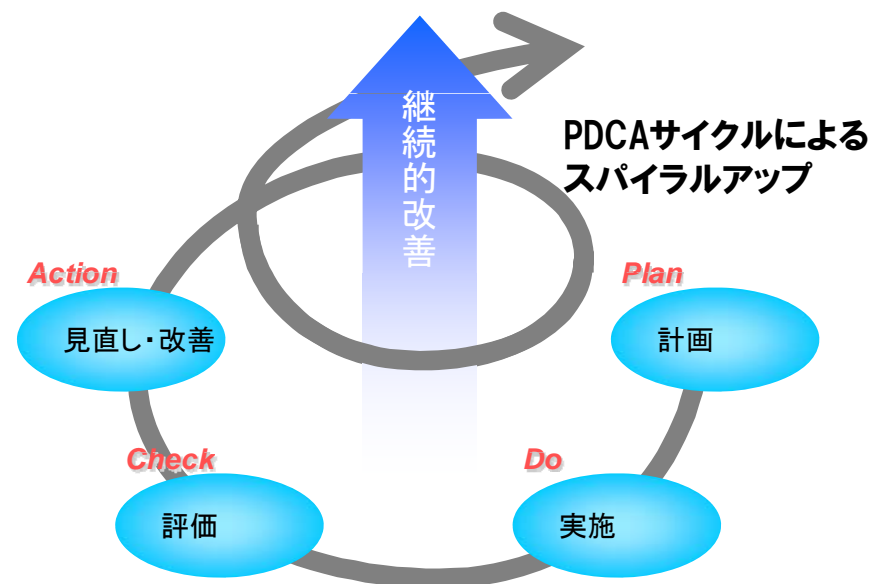 継続的改善
PDCAサイクルによる
スパイラルアップ
Action
見直し・改善
Plan
計画
Check
評価
Do
実施